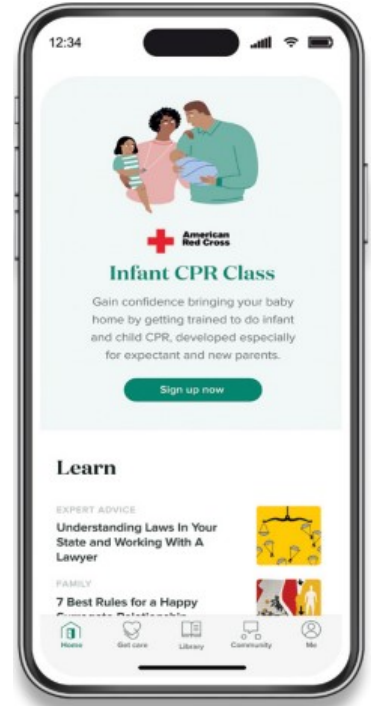 12:34
American
Red Cross
Infant CPR Class
Gain confidence bringing your baby
home by getting trained to do infant
and child CPR, developed especially
for expectant and new parents.
Sign up now
Learn
EXPERT ADVICE
Understanding Laws In Your
State and Working With A
Lawyer
FAMILY
7 Best Rules for a Happy
Surrogate Relationship
Home
Get care
Library
Community
Me